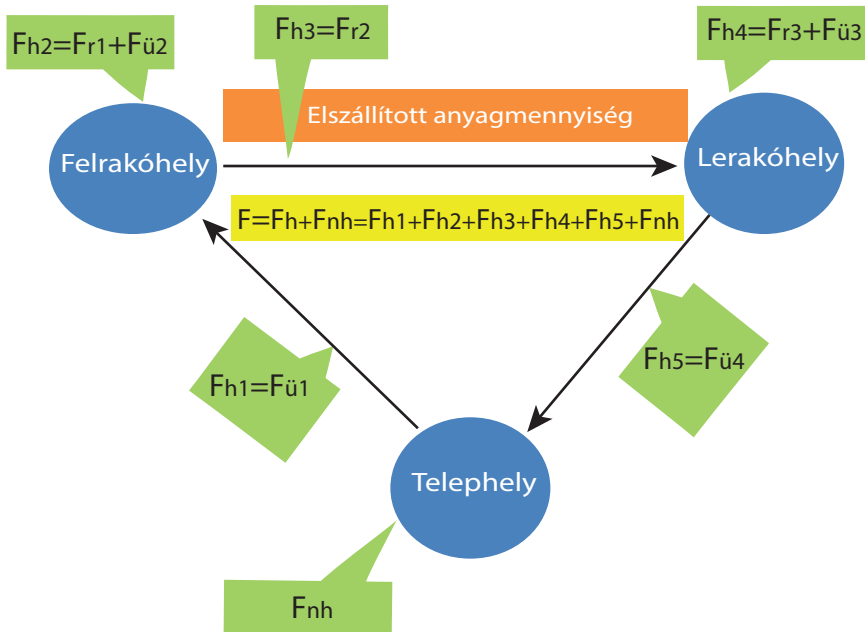 Fh2=Fr1+Fü2
Fh3=Fr2
Fh4=Fr3+Fü3
Elszállított anyagmennyiség
Felrakóhely
Lerakóhely
F=Fh+Fnh=Fh1+Fh2+Fh3+Fh4+Fh5+Fnh
Fh1=Fü1
Fh5=Fü4
Telephely
Fnh